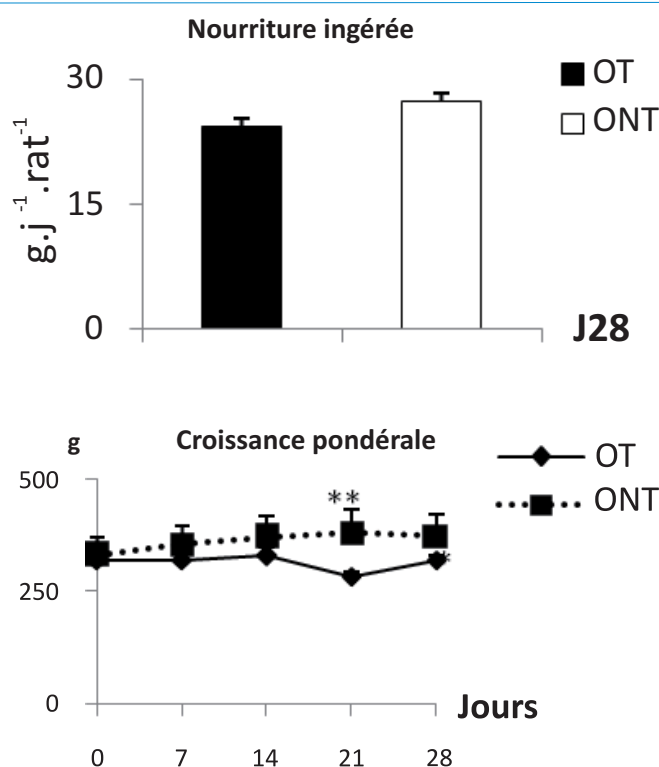 Nourriture ingérée
30
15
0
g.j⁻¹.rat⁻¹
OT
ONT
J28
g
Croissance pondérale
OT
ONT
500
250
0
**
*
Jours
0 7 14 21 28